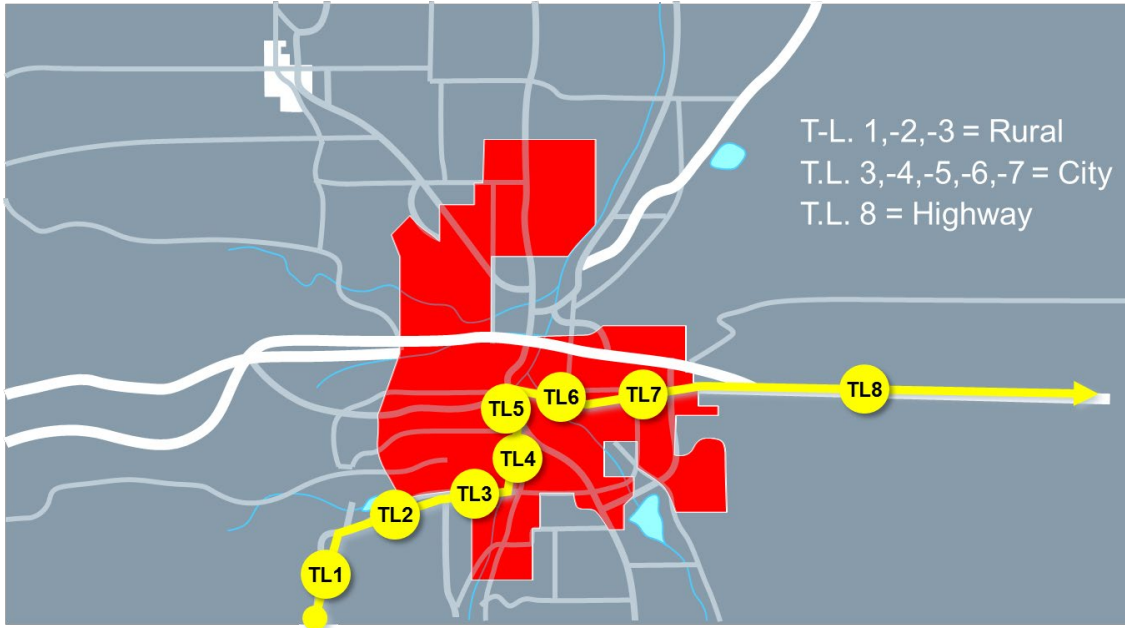 T-L. 1,-2,-3 = Rural
T.L. 3,-4,-5,-6,-7 = City
T.L. 8 = Highway
TL5
TL6
TL7
TL8
TL4
TL3
TL2
TL1